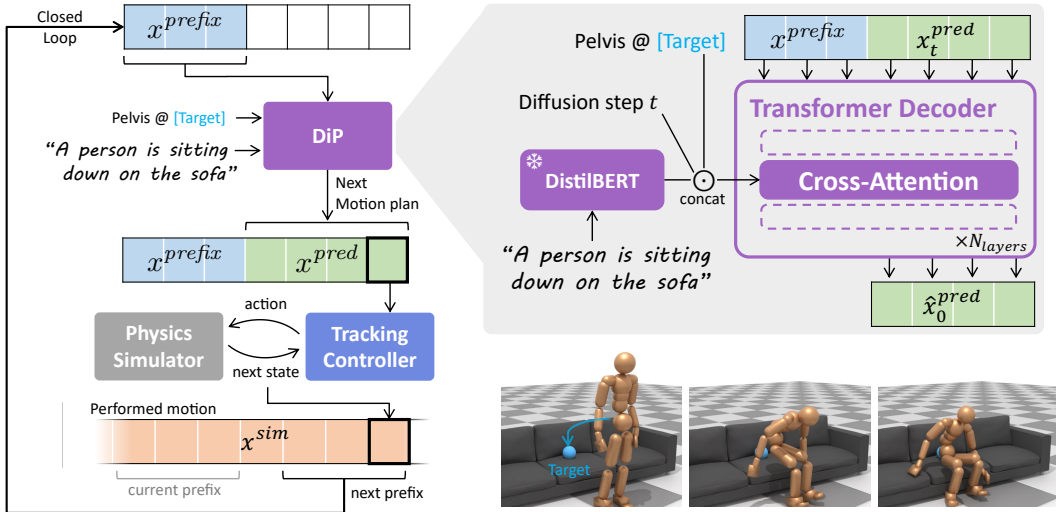 Closed
Loop
x^{prefix}
Pelvis @ [Target]
DiP
“A person is sitting
down on the sofa”
Next
Motion plan
x^{prefix}
x^{pred}
action
Physics
Simulator
Tracking
Controller
next state
Performed motion
x^{sim}
current prefix
next prefix
Pelvis @ [Target]
x^{prefix}
x_t^{pred}
Diffusion step t
Transformer Decoder
DistilBERT
concat
Cross-Attention
“A person is sitting
down on the sofa”
×N_{layers}
x̂_0^{pred}
Target